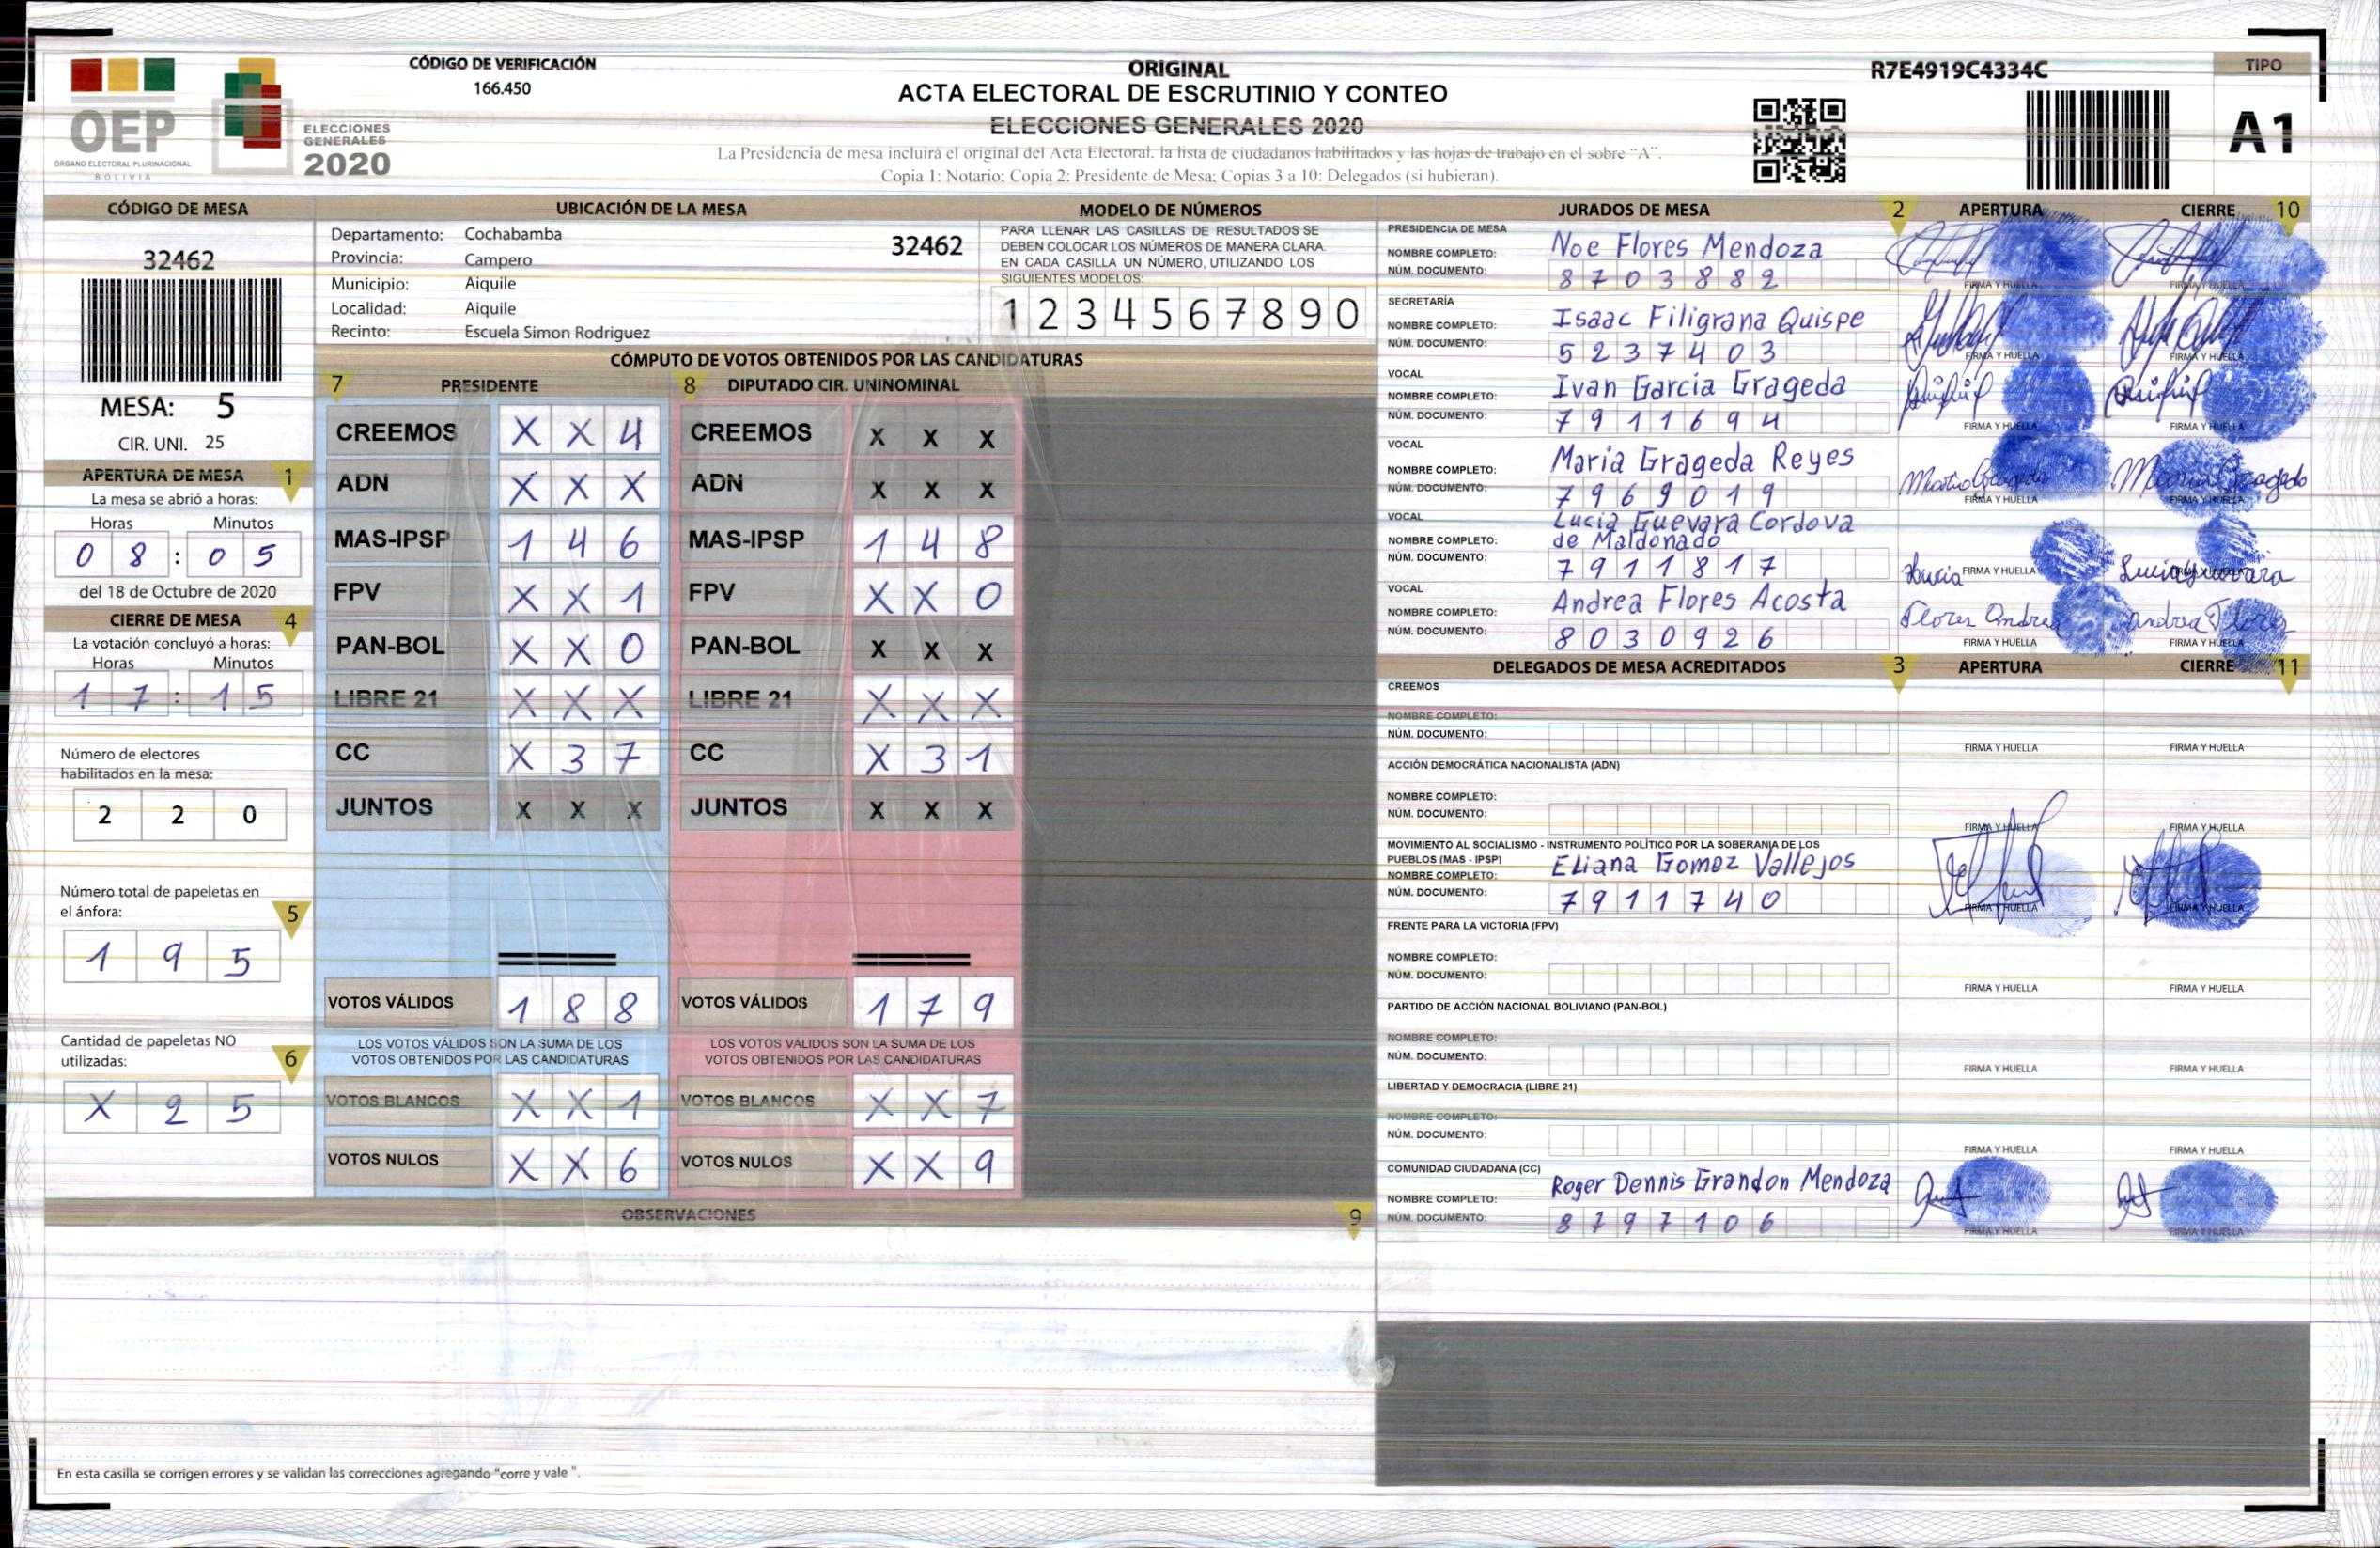 CÓDIGO DE VERIFICACIÓN
166.450
OEP
ÓRGANO ELECTORAL PLURINACIONAL
BOLIVIA
ELECCIONES
GENERALES
2020
ORIGINAL
ACTA ELECTORAL DE ESCRUTINIO Y CONTEO
ELECCIONES GENERALES 2020
La Presidencia de mesa incluirá el original del Acta Electoral, la lista de ciudadanos habilitados y las hojas de trabajo en el sobre "A".
Copia 1: Notario; Copia 2: Presidente de Mesa; Copias 3 a 10: Delegados (si hubieran).
R7E4919C4334C
TIPO
A1
CÓDIGO DE MESA
32462
MESA: 5
CIR. UNI. 25
APERTURA DE MESA 1
La mesa se abrió a horas:
Horas Minutos
0 8 : 0 5
del 18 de Octubre de 2020
CIERRE DE MESA 4
La votación concluyó a horas:
Horas Minutos
1 7 : 1 5
Número de electores
habilitados en la mesa:
2 2 0
Número total de papeletas en
el ánfora: 5
1 9 5
Cantidad de papeletas NO
utilizadas: 6
X 2 5
UBICACIÓN DE LA MESA
Departamento: Cochabamba 32462
Provincia: Campero
Municipio: Aiquile
Localidad: Aiquile
Recinto: Escuela Simon Rodriguez
MODELO DE NÚMEROS
PARA LLENAR LAS CASILLAS DE RESULTADOS SE
DEBEN COLOCAR LOS NÚMEROS DE MANERA CLARA.
EN CADA CASILLA UN NÚMERO, UTILIZANDO LOS
SIGUIENTES MODELOS:
1 2 3 4 5 6 7 8 9 0
CÓMPUTO DE VOTOS OBTENIDOS POR LAS CANDIDATURAS
7 PRESIDENTE 8 DIPUTADO CIR. UNINOMINAL
CREEMOS X X 4 CREEMOS X X X
ADN X X X ADN X X X
MAS-IPSP 1 4 6 MAS-IPSP 1 4 8
FPV X X 1 FPV X X 0
PAN-BOL X X 0 PAN-BOL X X X
LIBRE 21 X X X LIBRE 21 X X X
CC X 3 7 CC X 3 1
JUNTOS X X X JUNTOS X X X
VOTOS VÁLIDOS 1 8 8 VOTOS VÁLIDOS 1 7 9
LOS VOTOS VÁLIDOS SON LA SUMA DE LOS LOS VOTOS VÁLIDOS SON LA SUMA DE LOS
VOTOS OBTENIDOS POR LAS CANDIDATURAS VOTOS OBTENIDOS POR LAS CANDIDATURAS
VOTOS BLANCOS X X 1 VOTOS BLANCOS X X 7
VOTOS NULOS X X 6 VOTOS NULOS X X 9
OBSERVACIONES 9
En esta casilla se corrigen errores y se validan las correcciones agregando "corre y vale ".
JURADOS DE MESA 2 APERTURA CIERRE 10
PRESIDENCIA DE MESA
NOMBRE COMPLETO: Noe Flores Mendoza
NÚM. DOCUMENTO: 8703882
FIRMA Y HUELLA FIRMA Y HUELLA
SECRETARÍA
NOMBRE COMPLETO: Isaac Filigrana Quispe
NÚM. DOCUMENTO: 5237403
FIRMA Y HUELLA FIRMA Y HUELLA
VOCAL
NOMBRE COMPLETO: Ivan Garcia Grageda
NÚM. DOCUMENTO: 7911694
FIRMA Y HUELLA FIRMA Y HUELLA
VOCAL
NOMBRE COMPLETO: Maria Grageda Reyes
NÚM. DOCUMENTO: 7969019
FIRMA Y HUELLA FIRMA Y HUELLA
VOCAL
NOMBRE COMPLETO: Lucia Guevara Cordova
de Maldonado
NÚM. DOCUMENTO: 7911817
Lucia FIRMA Y HUELLA Lucia Guevara FIRMA Y HUELLA
VOCAL
NOMBRE COMPLETO: Andrea Flores Acosta
NÚM. DOCUMENTO: 8030926
Flores Andrea Andrea Flores
FIRMA Y HUELLA FIRMA Y HUELLA
DELEGADOS DE MESA ACREDITADOS 3 APERTURA CIERRE 11
CREEMOS
NOMBRE COMPLETO:
NÚM. DOCUMENTO:
FIRMA Y HUELLA FIRMA Y HUELLA
ACCIÓN DEMOCRÁTICA NACIONALISTA (ADN)
NOMBRE COMPLETO:
NÚM. DOCUMENTO:
FIRMA Y HUELLA FIRMA Y HUELLA
MOVIMIENTO AL SOCIALISMO - INSTRUMENTO POLÍTICO POR LA SOBERANIA DE LOS
PUEBLOS (MAS - IPSP)
NOMBRE COMPLETO: Eliana Gomez Vallejos
NÚM. DOCUMENTO: 7911740
FIRMA Y HUELLA FIRMA Y HUELLA
FRENTE PARA LA VICTORIA (FPV)
NOMBRE COMPLETO:
NÚM. DOCUMENTO:
FIRMA Y HUELLA FIRMA Y HUELLA
PARTIDO DE ACCIÓN NACIONAL BOLIVIANO (PAN-BOL)
NOMBRE COMPLETO:
NÚM. DOCUMENTO:
FIRMA Y HUELLA FIRMA Y HUELLA
LIBERTAD Y DEMOCRACIA (LIBRE 21)
NOMBRE COMPLETO:
NÚM. DOCUMENTO:
FIRMA Y HUELLA FIRMA Y HUELLA
COMUNIDAD CIUDADANA (CC)
NOMBRE COMPLETO: Roger Dennis Grandon Mendoza
NÚM. DOCUMENTO: 8797106
FIRMA Y HUELLA FIRMA Y HUELLA